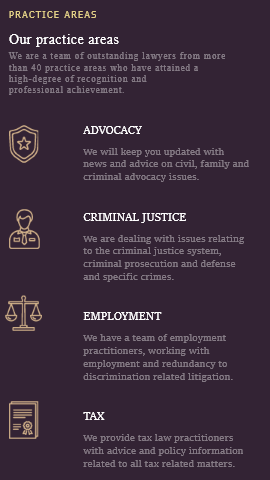 PRACTICE AREAS
Our practice areas
We are a team of outstanding lawyers from more
than 40 practice areas who have attained a
high-degree of recognition and
professional achievement.
ADVOCACY
We will keep you updated with
news and advice on civil, family and
criminal advocacy issues.
CRIMINAL JUSTICE
We are dealing with issues relating
to the criminal justice system,
criminal prosecution and defense
and specific crimes.
EMPLOYMENT
We have a team of employment
practitioners, working with
employment and redundancy to
discrimination related litigation.
TAX
We provide tax law practitioners
with advice and policy information
related to all tax related matters.